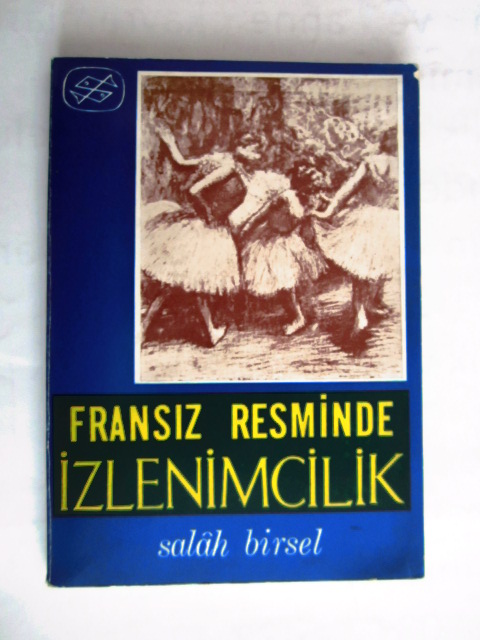 FRANSIZ RESMİNDE
İZLENİMCİLİK
salâh birsel